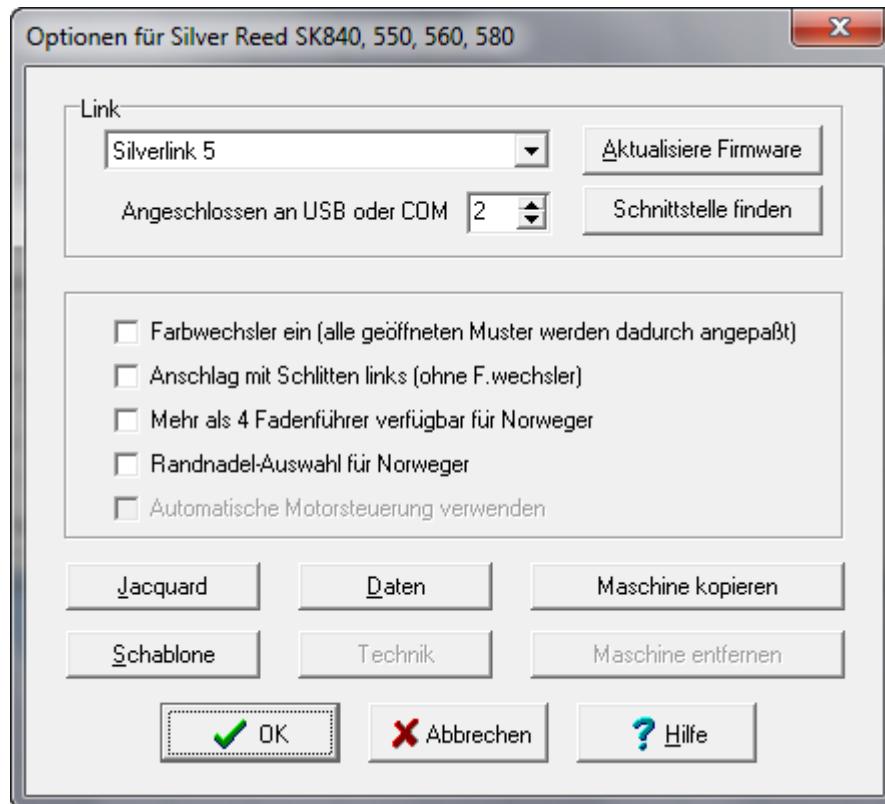 Optionen für Silver Reed SK840, 550, 560, 580
Link
Silverlink 5
Aktualisiere Firmware
Angeschlossen an USB oder COM 2
Schnittstelle finden
Farbwechsler ein (alle geöffneten Muster werden dadurch angepaßt)
Anschlag mit Schlitten links (ohne F.wechsler)
Mehr als 4 Fadenführer verfügbar für Norweger
Randnadel-Auswahl für Norweger
Automatische Motorsteuerung verwenden
Jacquard
Daten
Maschine kopieren
Schablone
Technik
Maschine entfernen
OK
Abbrechen
Hilfe